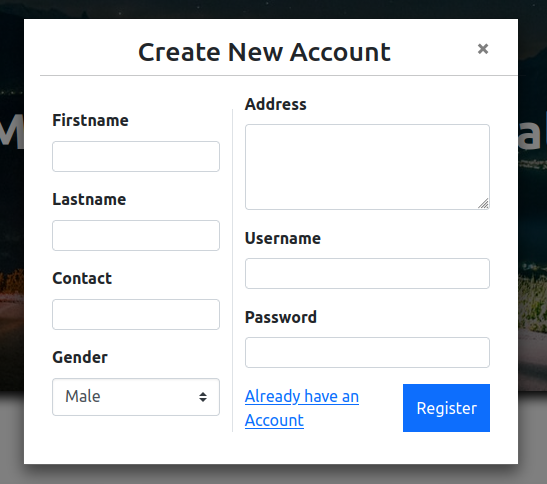 Create New Account ×
Firstname
Lastname
Contact
Gender
Male
Address
Username
Password
Already have an
Account
Register